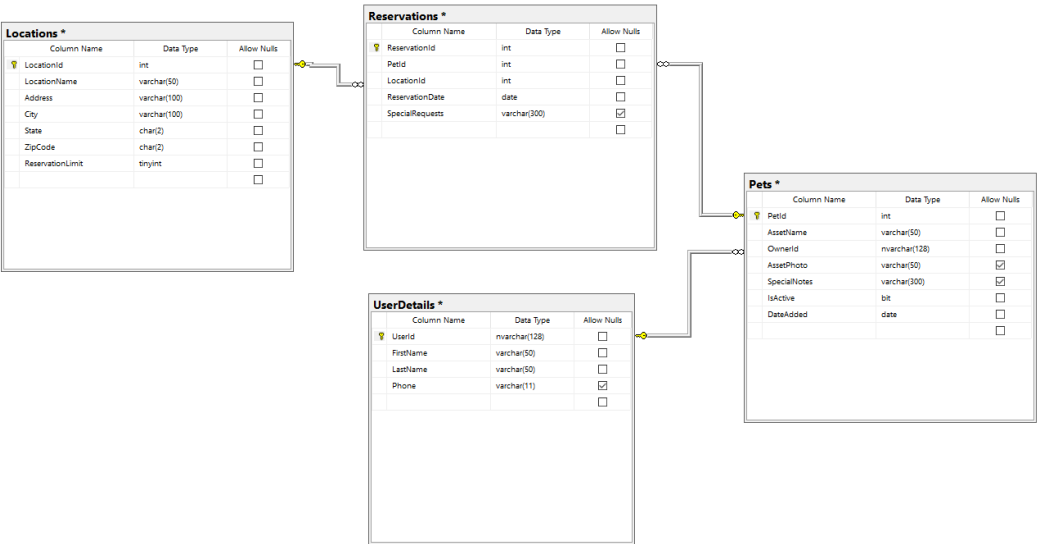 Locations *
Column Name Data Type Allow Nulls
LocationId int
LocationName varchar(50)
Address varchar(100)
City varchar(100)
State char(2)
ZipCode char(2)
ReservationLimit tinyint
Reservations *
Column Name Data Type Allow Nulls
ReservationId int
PetId int
LocationId int
ReservationDate date
SpecialRequests varchar(300)
Pets *
Column Name Data Type Allow Nulls
PetId int
AssetName varchar(50)
OwnerId nvarchar(128)
AssetPhoto varchar(50)
SpecialNotes varchar(300)
IsActive bit
DateAdded date
UserDetails *
Column Name Data Type Allow Nulls
UserId nvarchar(128)
FirstName varchar(50)
LastName varchar(50)
Phone varchar(11)